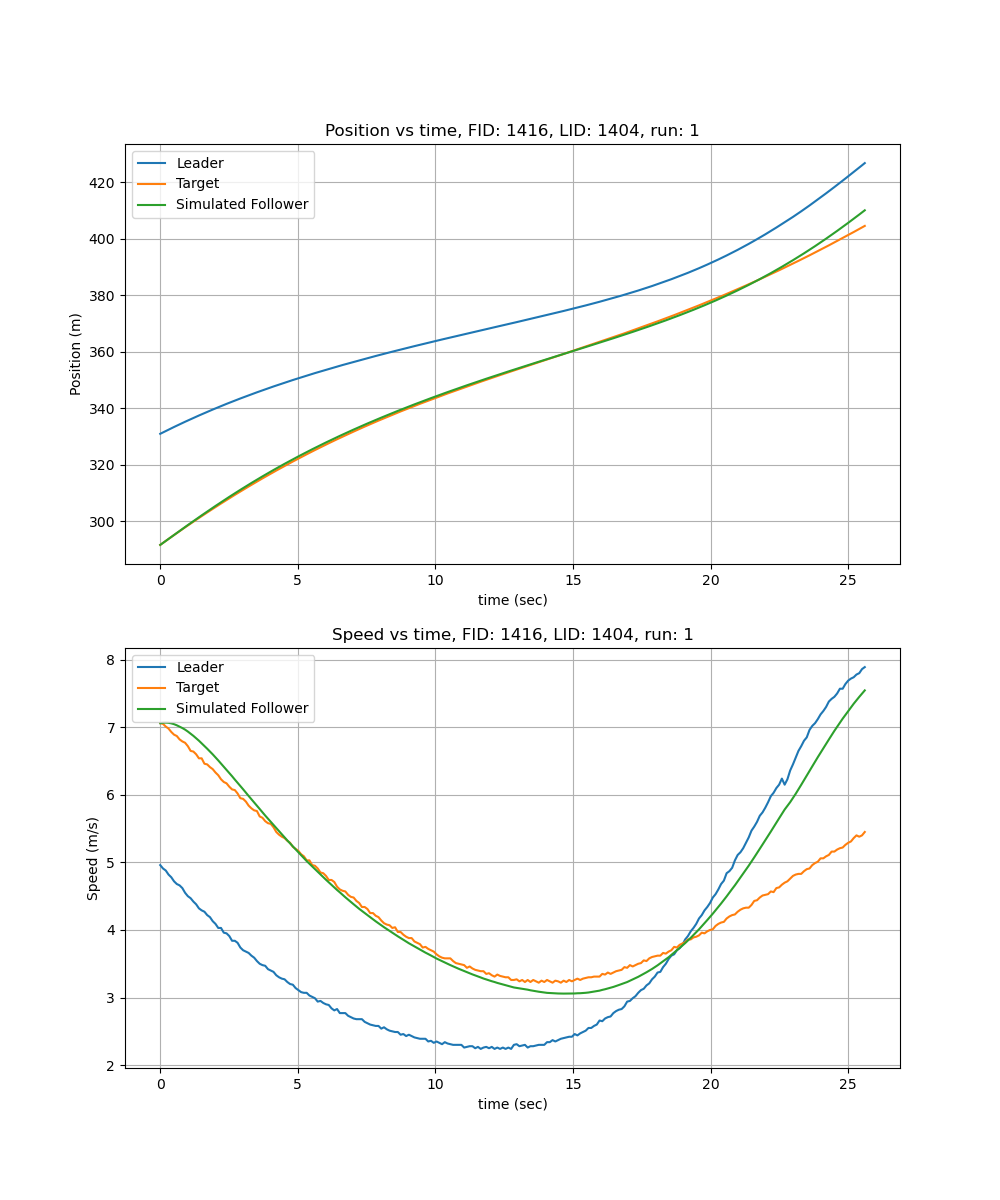 Position vs time, FID: 1416, LID: 1404, run: 1
Leader
Target
Simulated Follower
420
400
380
360
340
320
300
Position (m)
0 5 10 15 20 25
time (sec)
Speed vs time, FID: 1416, LID: 1404, run: 1
Leader
Target
Simulated Follower
8
7
6
5
4
3
2
Speed (m/s)
0 5 10 15 20 25
time (sec)